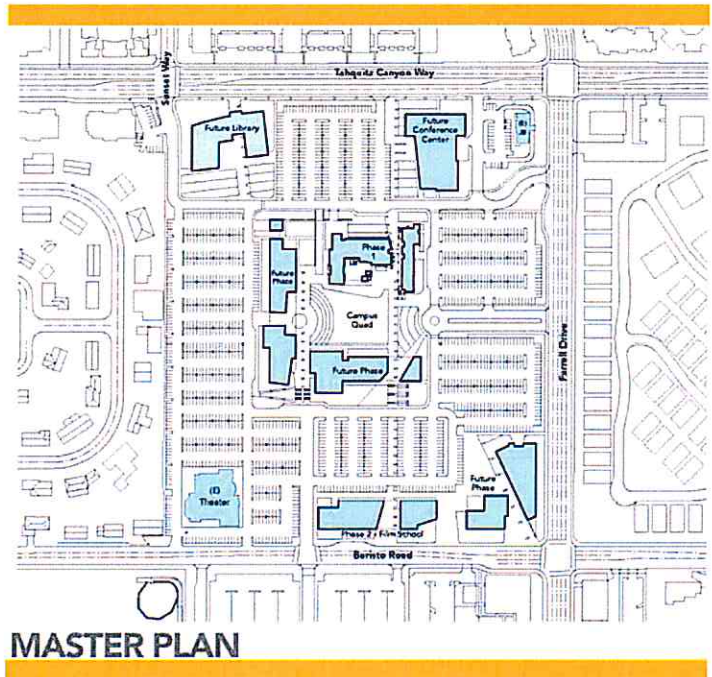 Tahquitz Canyon Way
Sunset Way
Future Library
Future
Conference
Center
(E)
Phase
1
Future
Phase
Campus
Quad
Farrell Drive
Future Phase
Future
Phase
(E)
Theater
Phase 2 - Film School
Baristo Road
MASTER PLAN